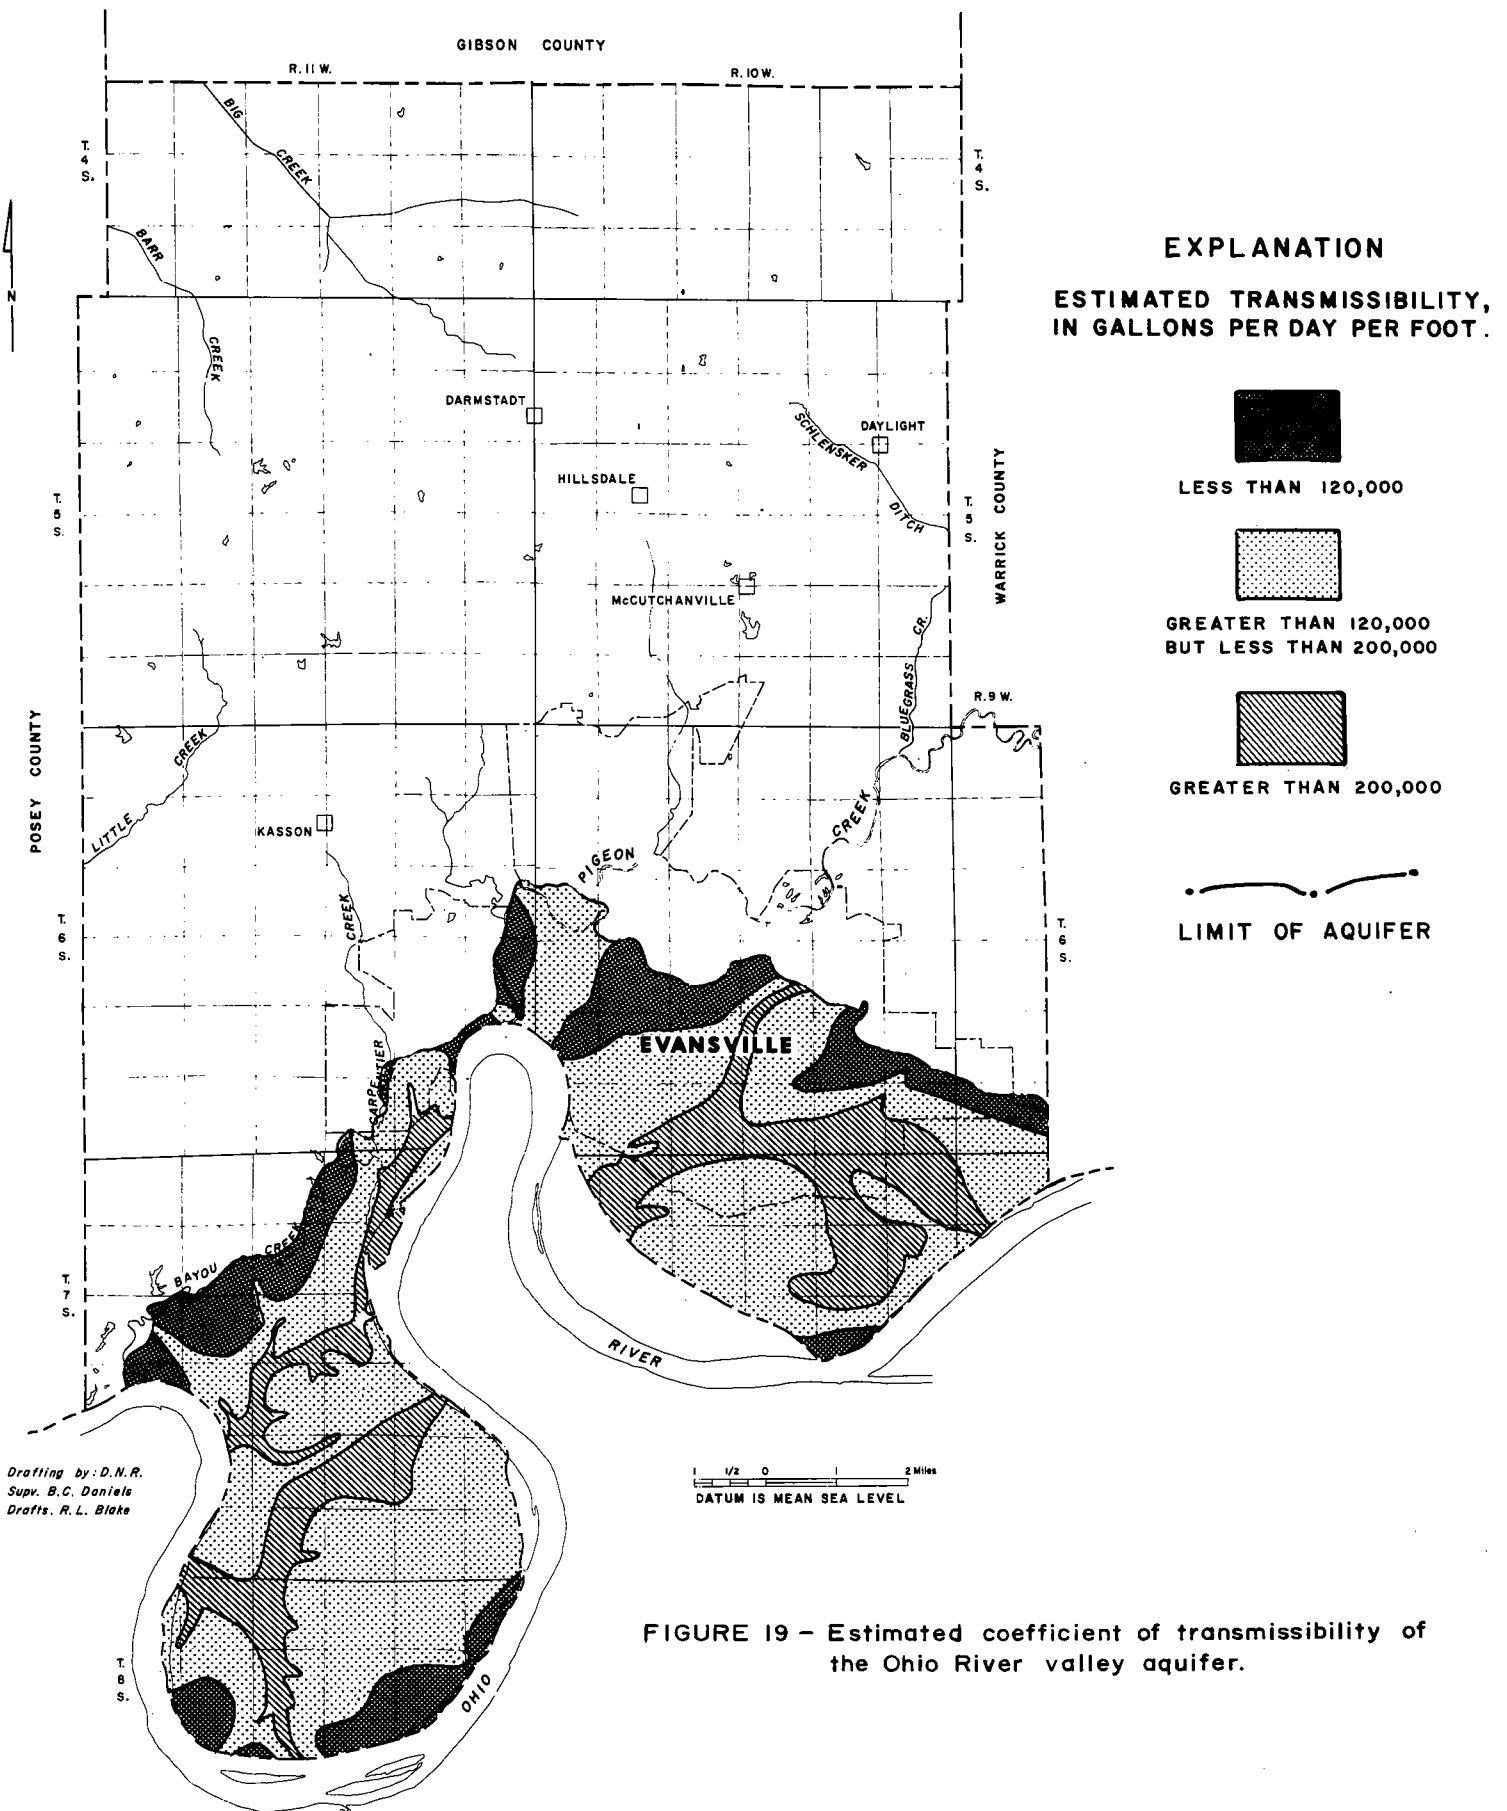 GIBSON COUNTY
R. 11 W.
R. 10 W.
BIG
CREEK
T.
4
S.
T.
4
S.
N
BARR
CREEK
EXPLANATION
ESTIMATED TRANSMISSIBILITY,
IN GALLONS PER DAY PER FOOT.
LESS THAN 120,000
GREATER THAN 120,000
BUT LESS THAN 200,000
GREATER THAN 200,000
LIMIT OF AQUIFER
DARMSTADT
SCHLENSKER
DITCH
DAYLIGHT
HILLSDALE
T.
5
S.
T.
5
S.
WARRICK COUNTY
McCUTCHANVILLE
BLUEGRASS CR.
R. 9 W.
POSEY COUNTY
LITTLE
CREEK
KASSON
CREEK
PIGEON
CREEK
T.
6
S.
T.
6
S.
EVANSVILLE
CARPENTIER
BAYOU
CREEK
T.
7
S.
RIVER
Drafting by: D.N.R.
Supv. B.C. Daniels
Drafts. R.L. Blake
1 1/2 0 1 2 Miles
DATUM IS MEAN SEA LEVEL
T.
8
S.
OHIO
FIGURE 19 – Estimated coefficient of transmissibility of
the Ohio River valley aquifer.